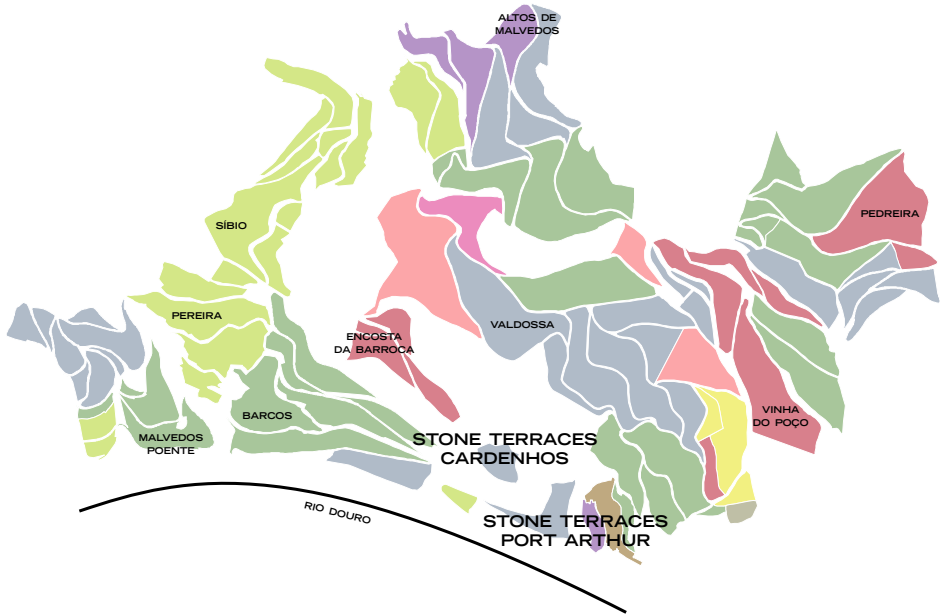 ALTOS DE
MALVEDOS
SÍBIO
PEDREIRA
PEREIRA
VALDOSSA
ENCOSTA
DA BARROCA
BARCOS
VINHA
DO POÇO
MALVEDOS
POENTE
STONE TERRACES
CARDENHOS
RIO DOURO
STONE TERRACES
PORT ARTHUR